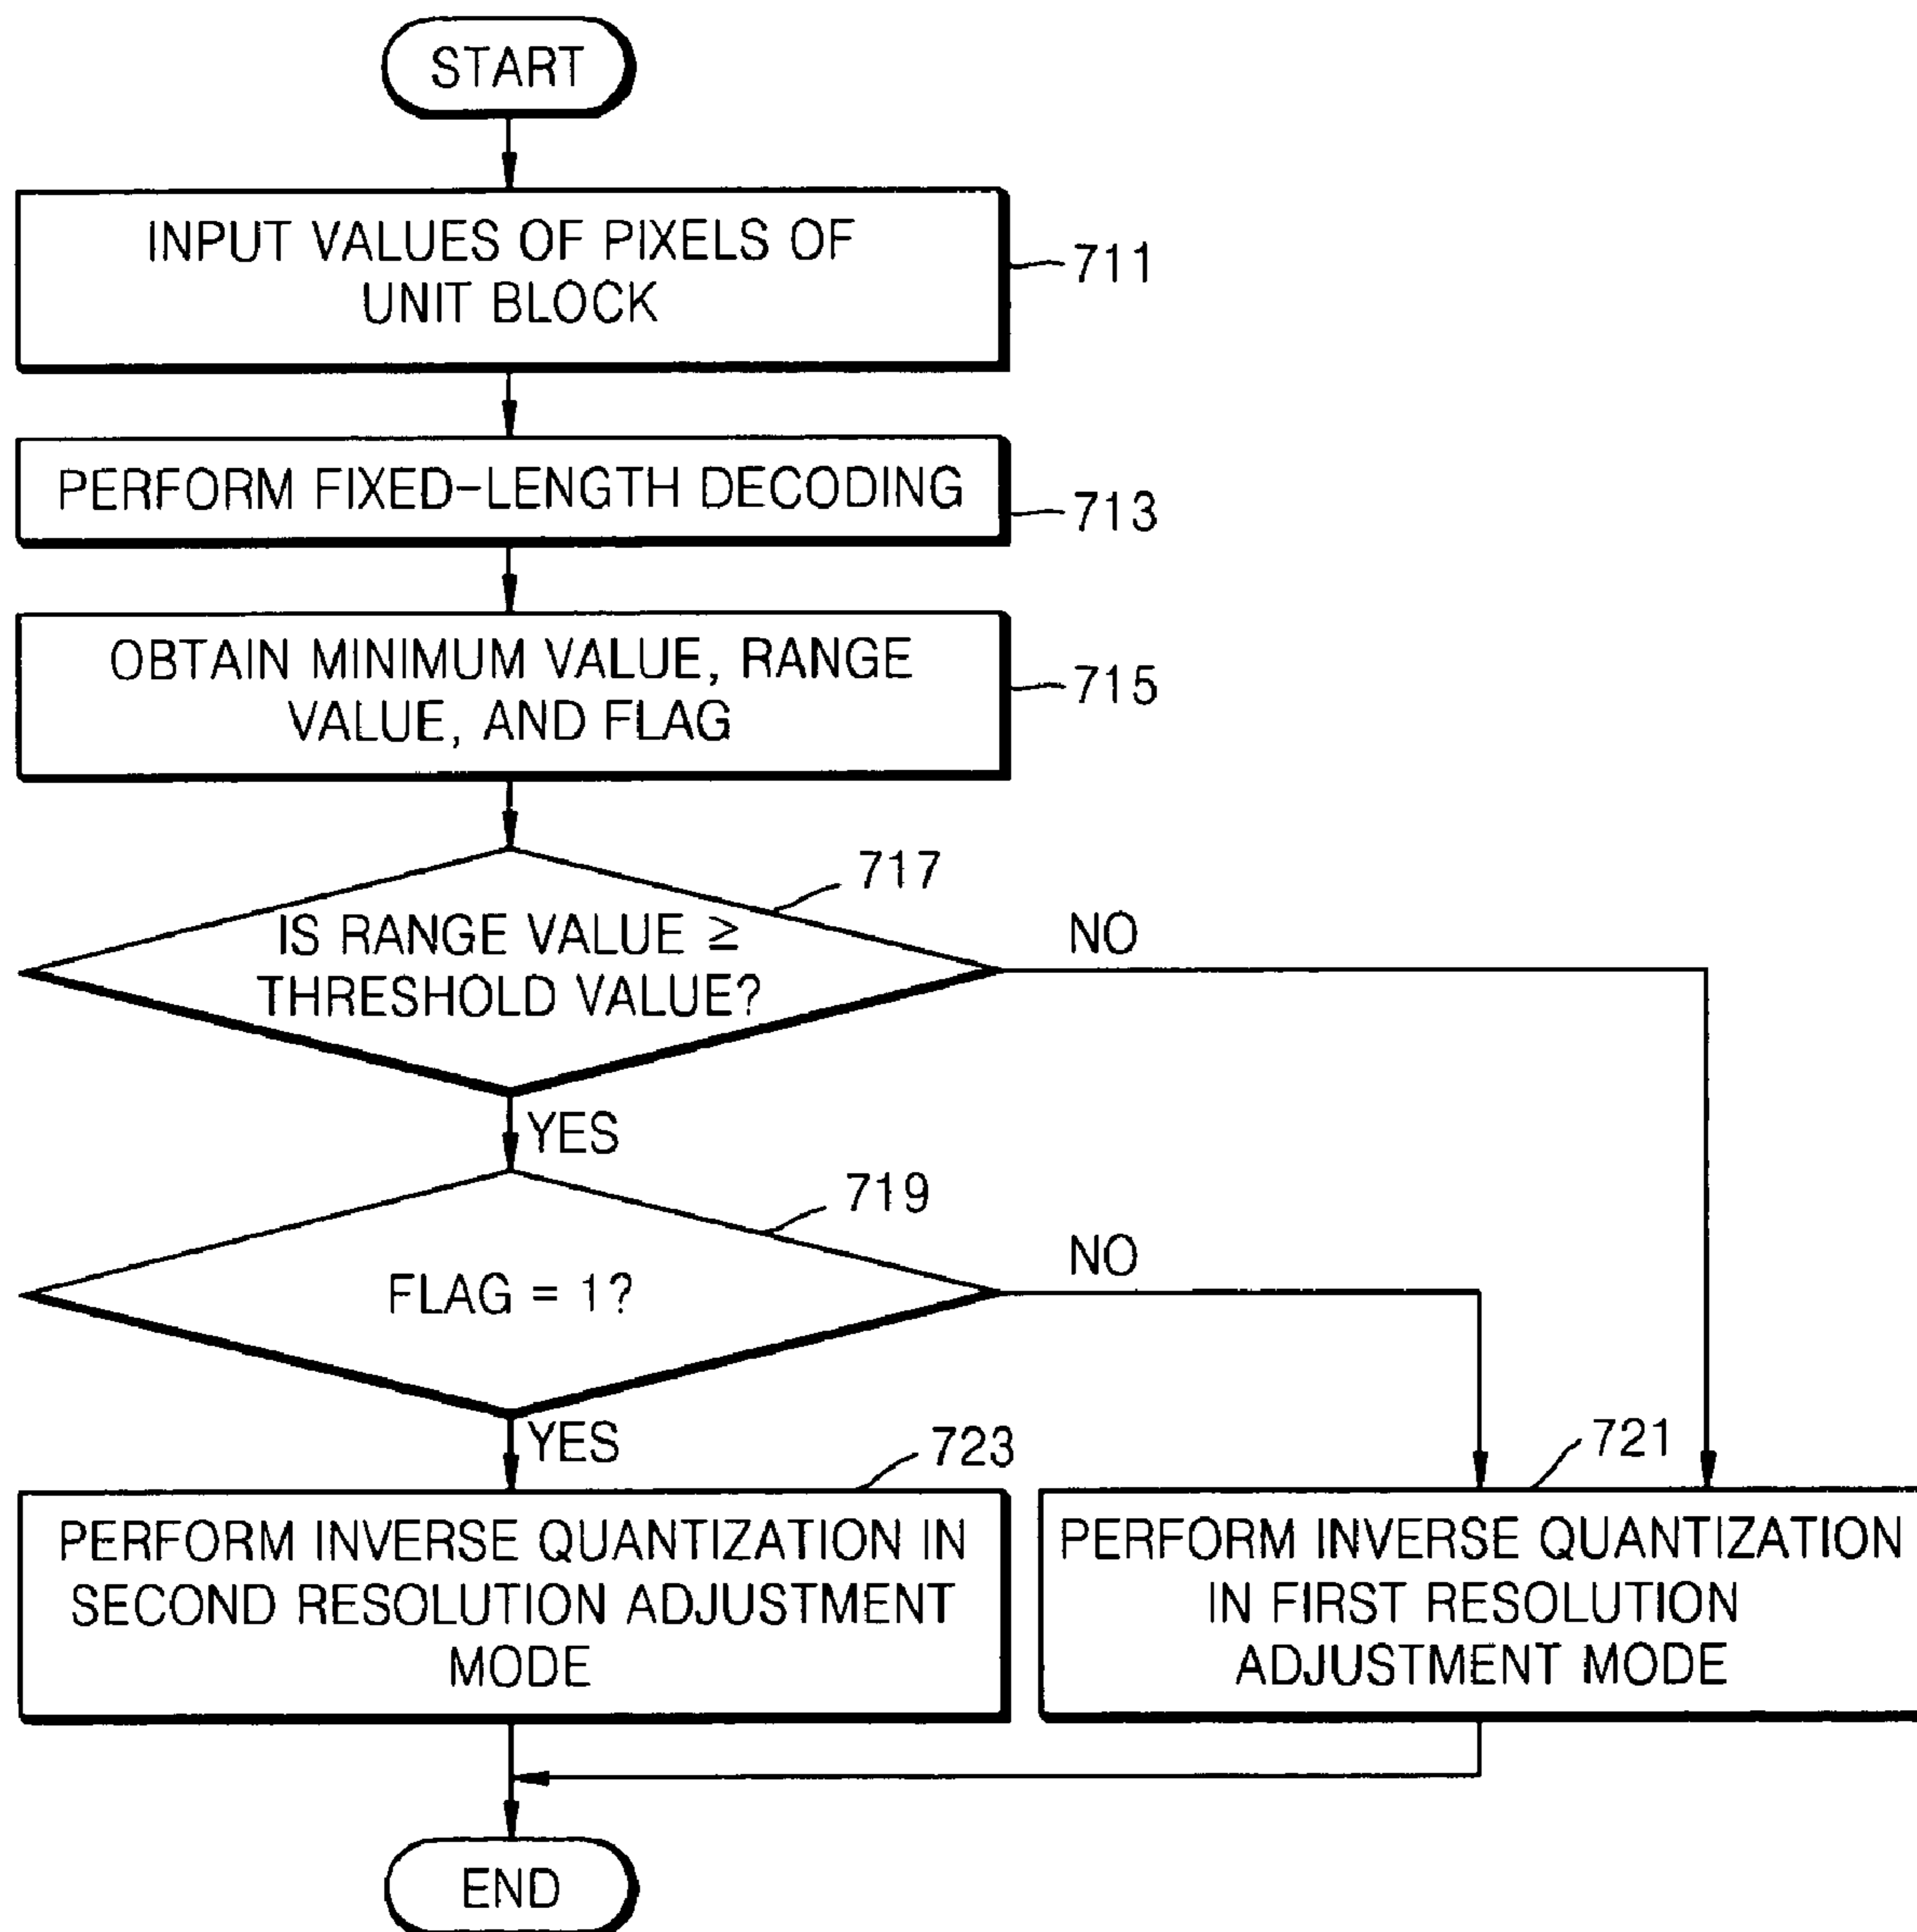 START
INPUT VALUES OF PIXELS OF
UNIT BLOCK
711
PERFORM FIXED-LENGTH DECODING
713
OBTAIN MINIMUM VALUE, RANGE
VALUE, AND FLAG
715
717
IS RANGE VALUE ≥
THRESHOLD VALUE?
NO
YES
719
FLAG = 1?
NO
YES
723
PERFORM INVERSE QUANTIZATION IN
SECOND RESOLUTION ADJUSTMENT
MODE
721
PERFORM INVERSE QUANTIZATION
IN FIRST RESOLUTION
ADJUSTMENT MODE
END